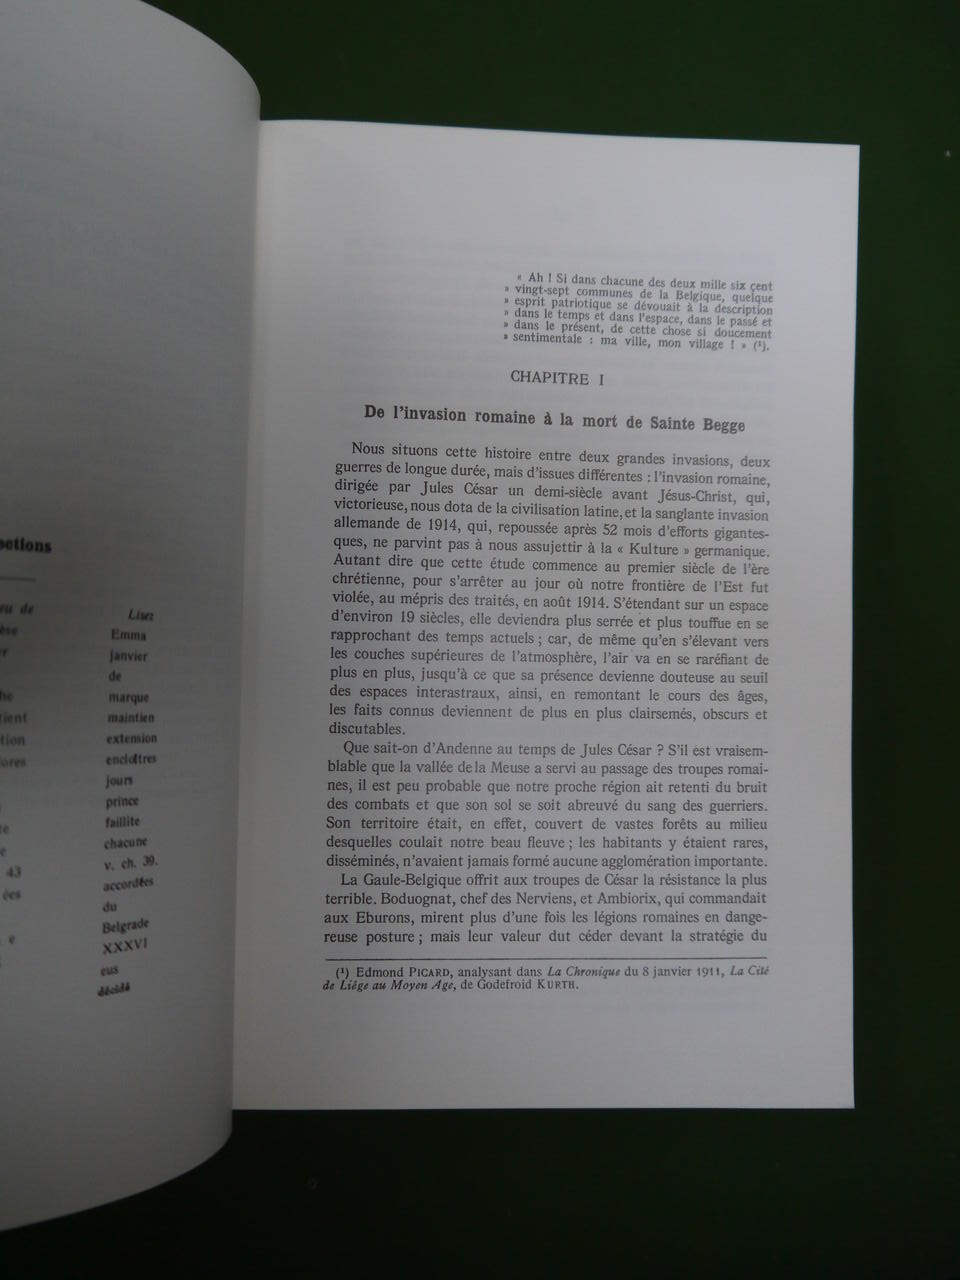 Lisez
Emma
janvier
de
marque
maintien
extension
encloîtres
jours
prince
faillite
chacune
43 v. ch. 39.
accordées
du
Belgrade
XXXVI
eus
décidé
« Ah ! Si dans chacune des deux mille six cent
» vingt-sept communes de la Belgique, quelque
» esprit patriotique se dévouait à la description
» dans le temps et dans l'espace, dans le passé et
» dans le présent, de cette chose si doucement
» sentimentale : ma ville, mon village ! » (¹).
CHAPITRE I
De l'invasion romaine à la mort de Sainte Begge
Nous situons cette histoire entre deux grandes invasions, deux
guerres de longue durée, mais d'issues différentes : l'invasion romaine,
dirigée par Jules César un demi-siècle avant Jésus-Christ, qui,
victorieuse, nous dota de la civilisation latine, et la sanglante invasion
allemande de 1914, qui, repoussée après 52 mois d'efforts gigantes-
ques, ne parvint pas à nous assujettir à la « Kulture » germanique.
Autant dire que cette étude commence au premier siècle de l'ère
chrétienne, pour s'arrêter au jour où notre frontière de l'Est fut
violée, au mépris des traités, en août 1914. S'étendant sur un espace
d'environ 19 siècles, elle deviendra plus serrée et plus touffue en se
rapprochant des temps actuels ; car, de même qu'en s'élevant vers
les couches supérieures de l'atmosphère, l'air va en se raréfiant de
plus en plus, jusqu'à ce que sa présence devienne douteuse au seuil
des espaces interastraux, ainsi, en remontant le cours des âges,
les faits connus deviennent de plus en plus clairsemés, obscurs et
discutables.
Que sait-on d'Andenne au temps de Jules César ? S'il est vraisem-
blable que la vallée de la Meuse a servi au passage des troupes romai-
nes, il est peu probable que notre proche région ait retenti du bruit
des combats et que son sol se soit abreuvé du sang des guerriers.
Son territoire était, en effet, couvert de vastes forêts au milieu
desquelles coulait notre beau fleuve ; les habitants y étaient rares,
disséminés, n'avaient jamais formé aucune agglomération importante.
La Gaule-Belgique offrit aux troupes de César la résistance la plus
terrible. Boduognat, chef des Nerviens, et Ambiorix, qui commandait
aux Eburons, mirent plus d'une fois les légions romaines en dange-
reuse posture ; mais leur valeur dut céder devant la stratégie du
(¹) Edmond PICARD, analysant dans La Chronique du 8 janvier 1911, La Cité
de Liège au Moyen Age, de Godefroid KURTH.